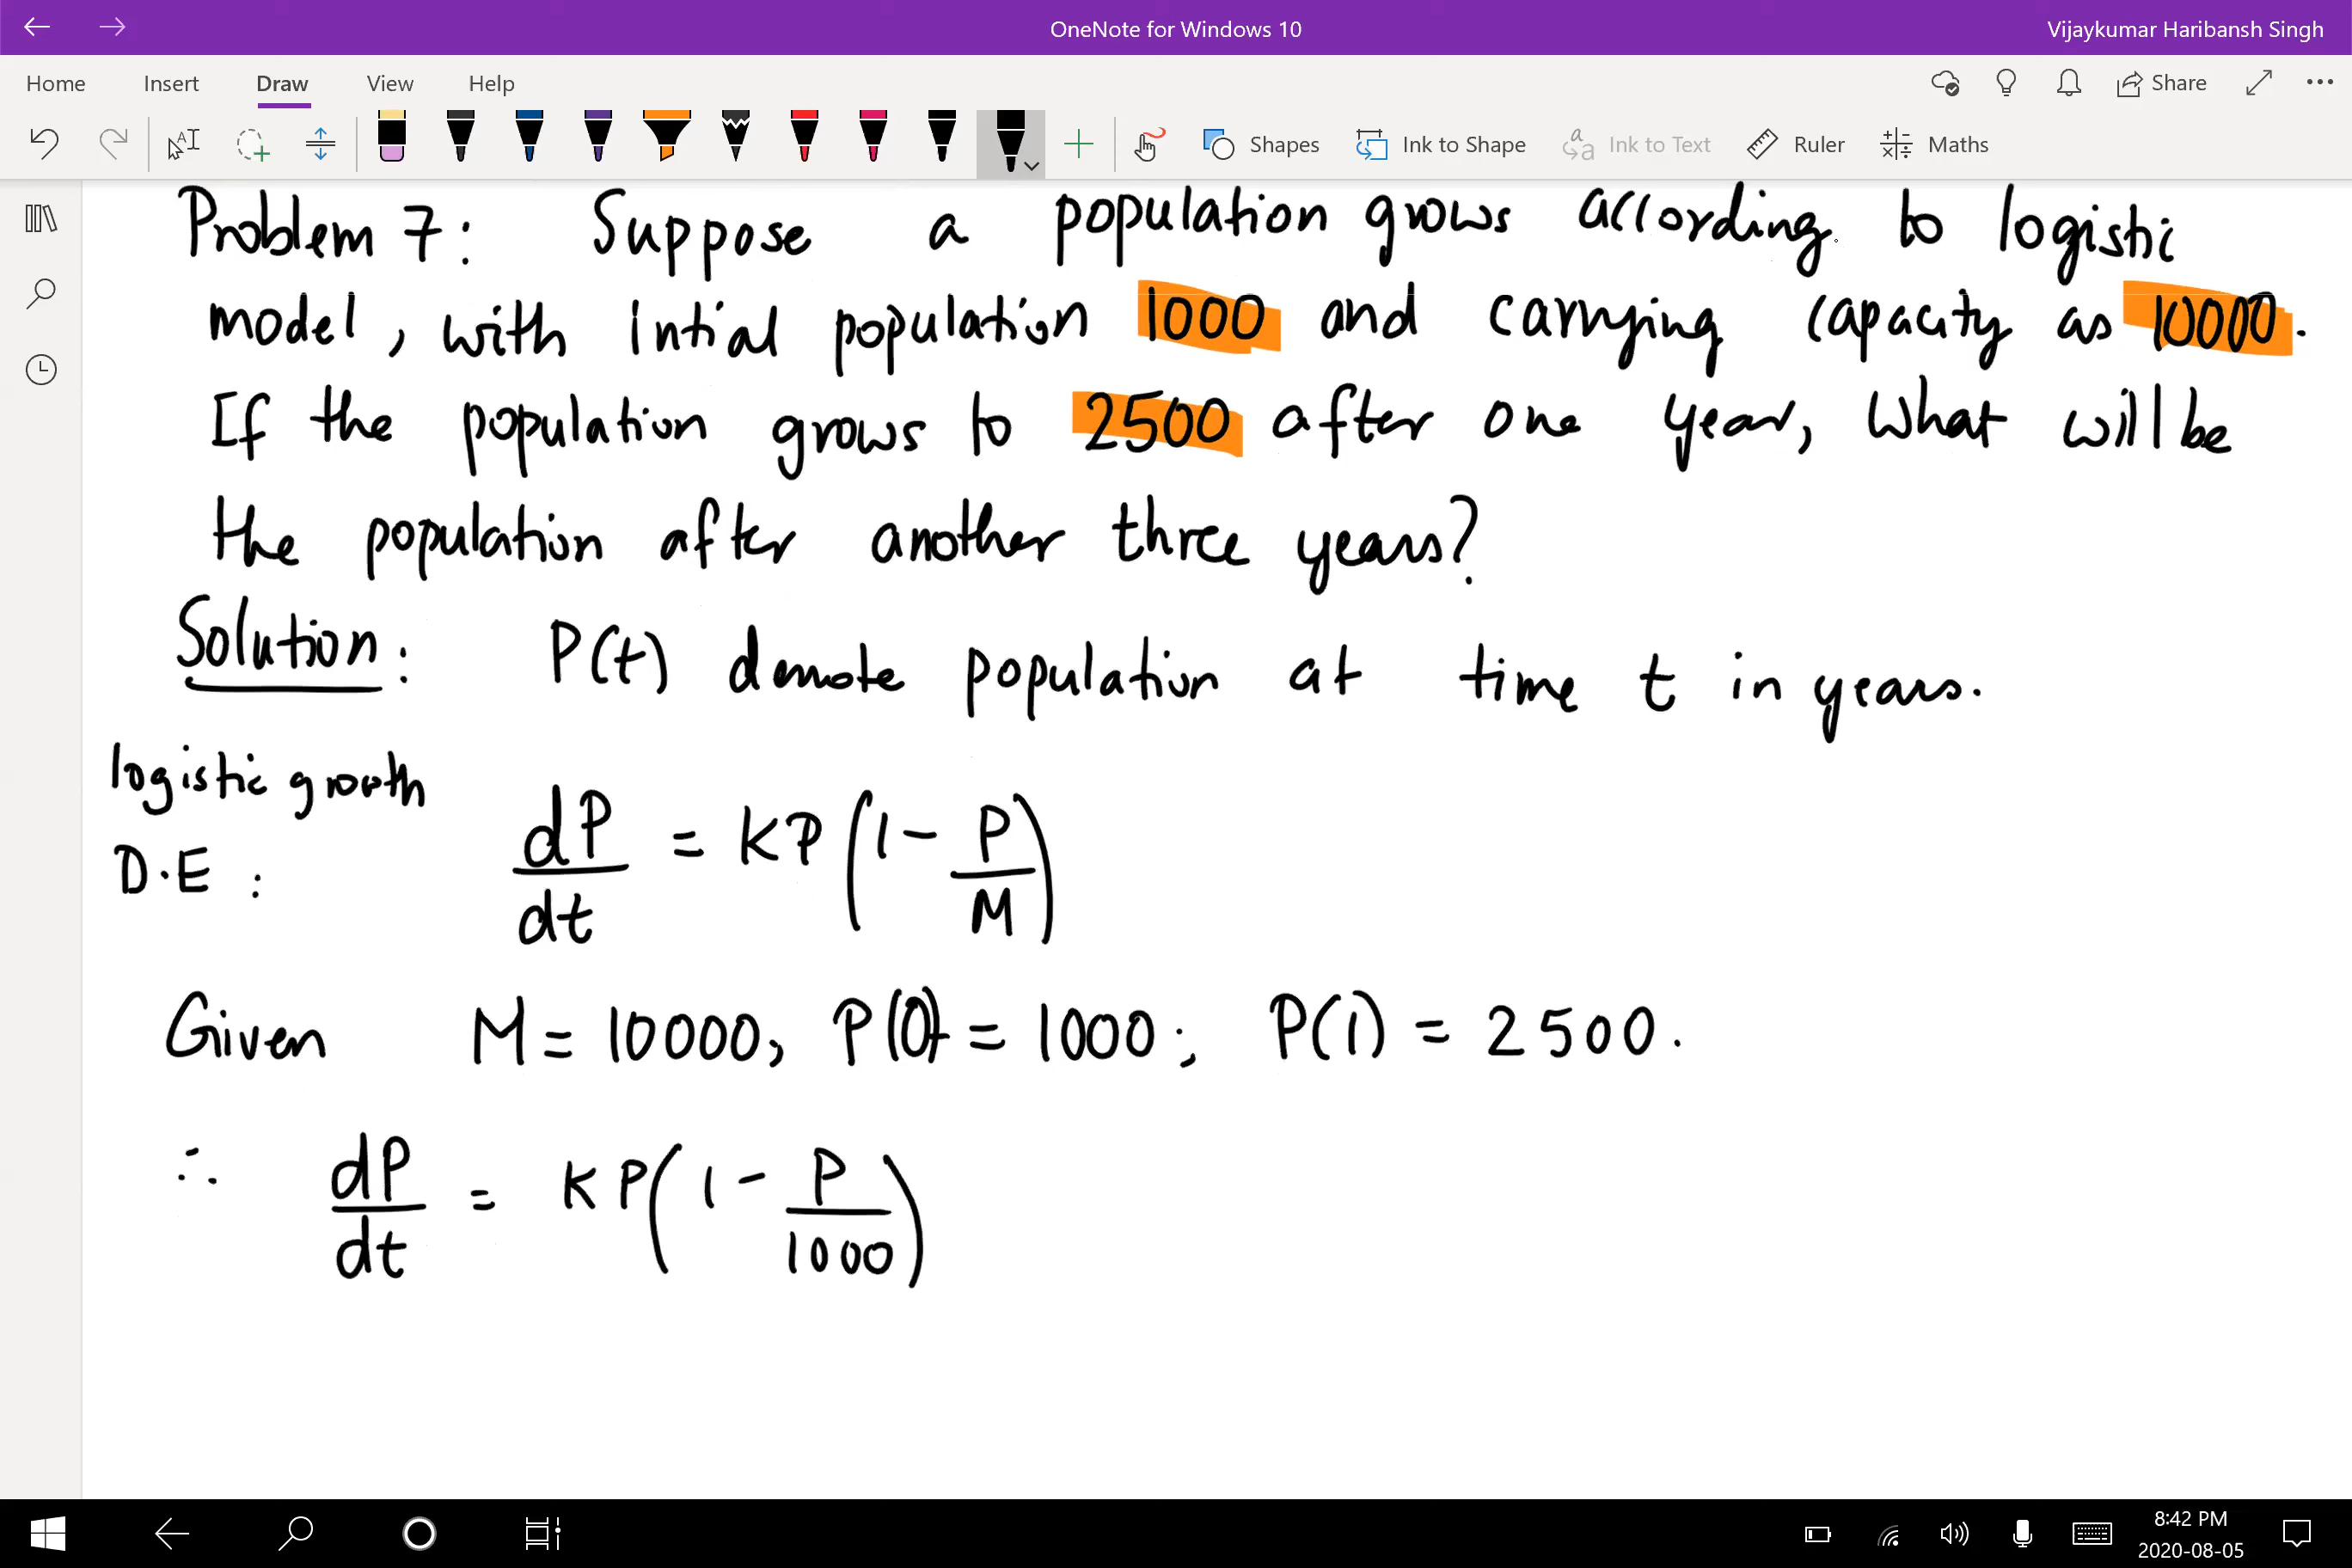 OneNote for Windows 10
Vijaykumar Haribansh Singh
Home Insert Draw View Help
Share
Shapes Ink to Shape Ink to Text Ruler Maths
Problem 7: Suppose a population grows according to logistic
model, with Intial population 1000 and carrying capacity as 10000.
If the population grows to 2500 after one year, What will be
the population after another three years?
Solution: P(t) denote population at time t in years.
logistic growth
D.E : dP/dt = KP(1 - P/M)
Given M = 10000, P(0) = 1000; P(1) = 2500.
∴ dP/dt = KP(1 - P/1000)
8:42 PM
2020-08-05